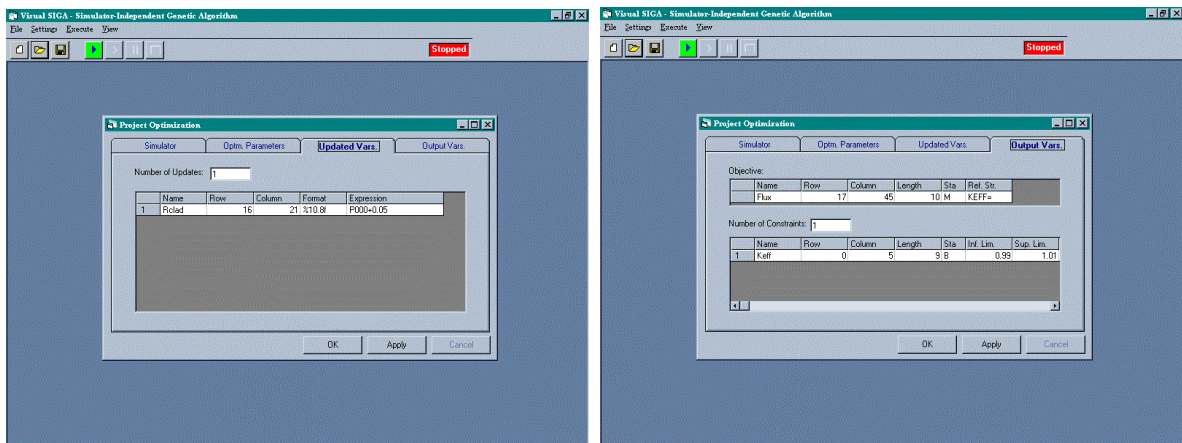 Visual SIGA - Simulator-Independent Genetic Algorithm
File Settings Execute View
Stopped
Project Optimization
Simulator Optm. Parameters Updated Vars. Output Vars.
Number of Updates: 1
Name Row Column Format Expression
1 Rclad 16 21 %10.8f P000+0.05
OK Apply Cancel
Visual SIGA - Simulator-Independent Genetic Algorithm
File Settings Execute View
Stopped
Project Optimization
Simulator Optm. Parameters Updated Vars. Output Vars.
Objective:
Name Row Column Length Sta Ref. Str.
Flux 17 45 10 M KEFF=
Number of Constraints: 1
Name Row Column Length Sta Inf. Lim. Sup. Lim.
1 Keff 0 5 9 B 0.99 1.01
OK Apply Cancel